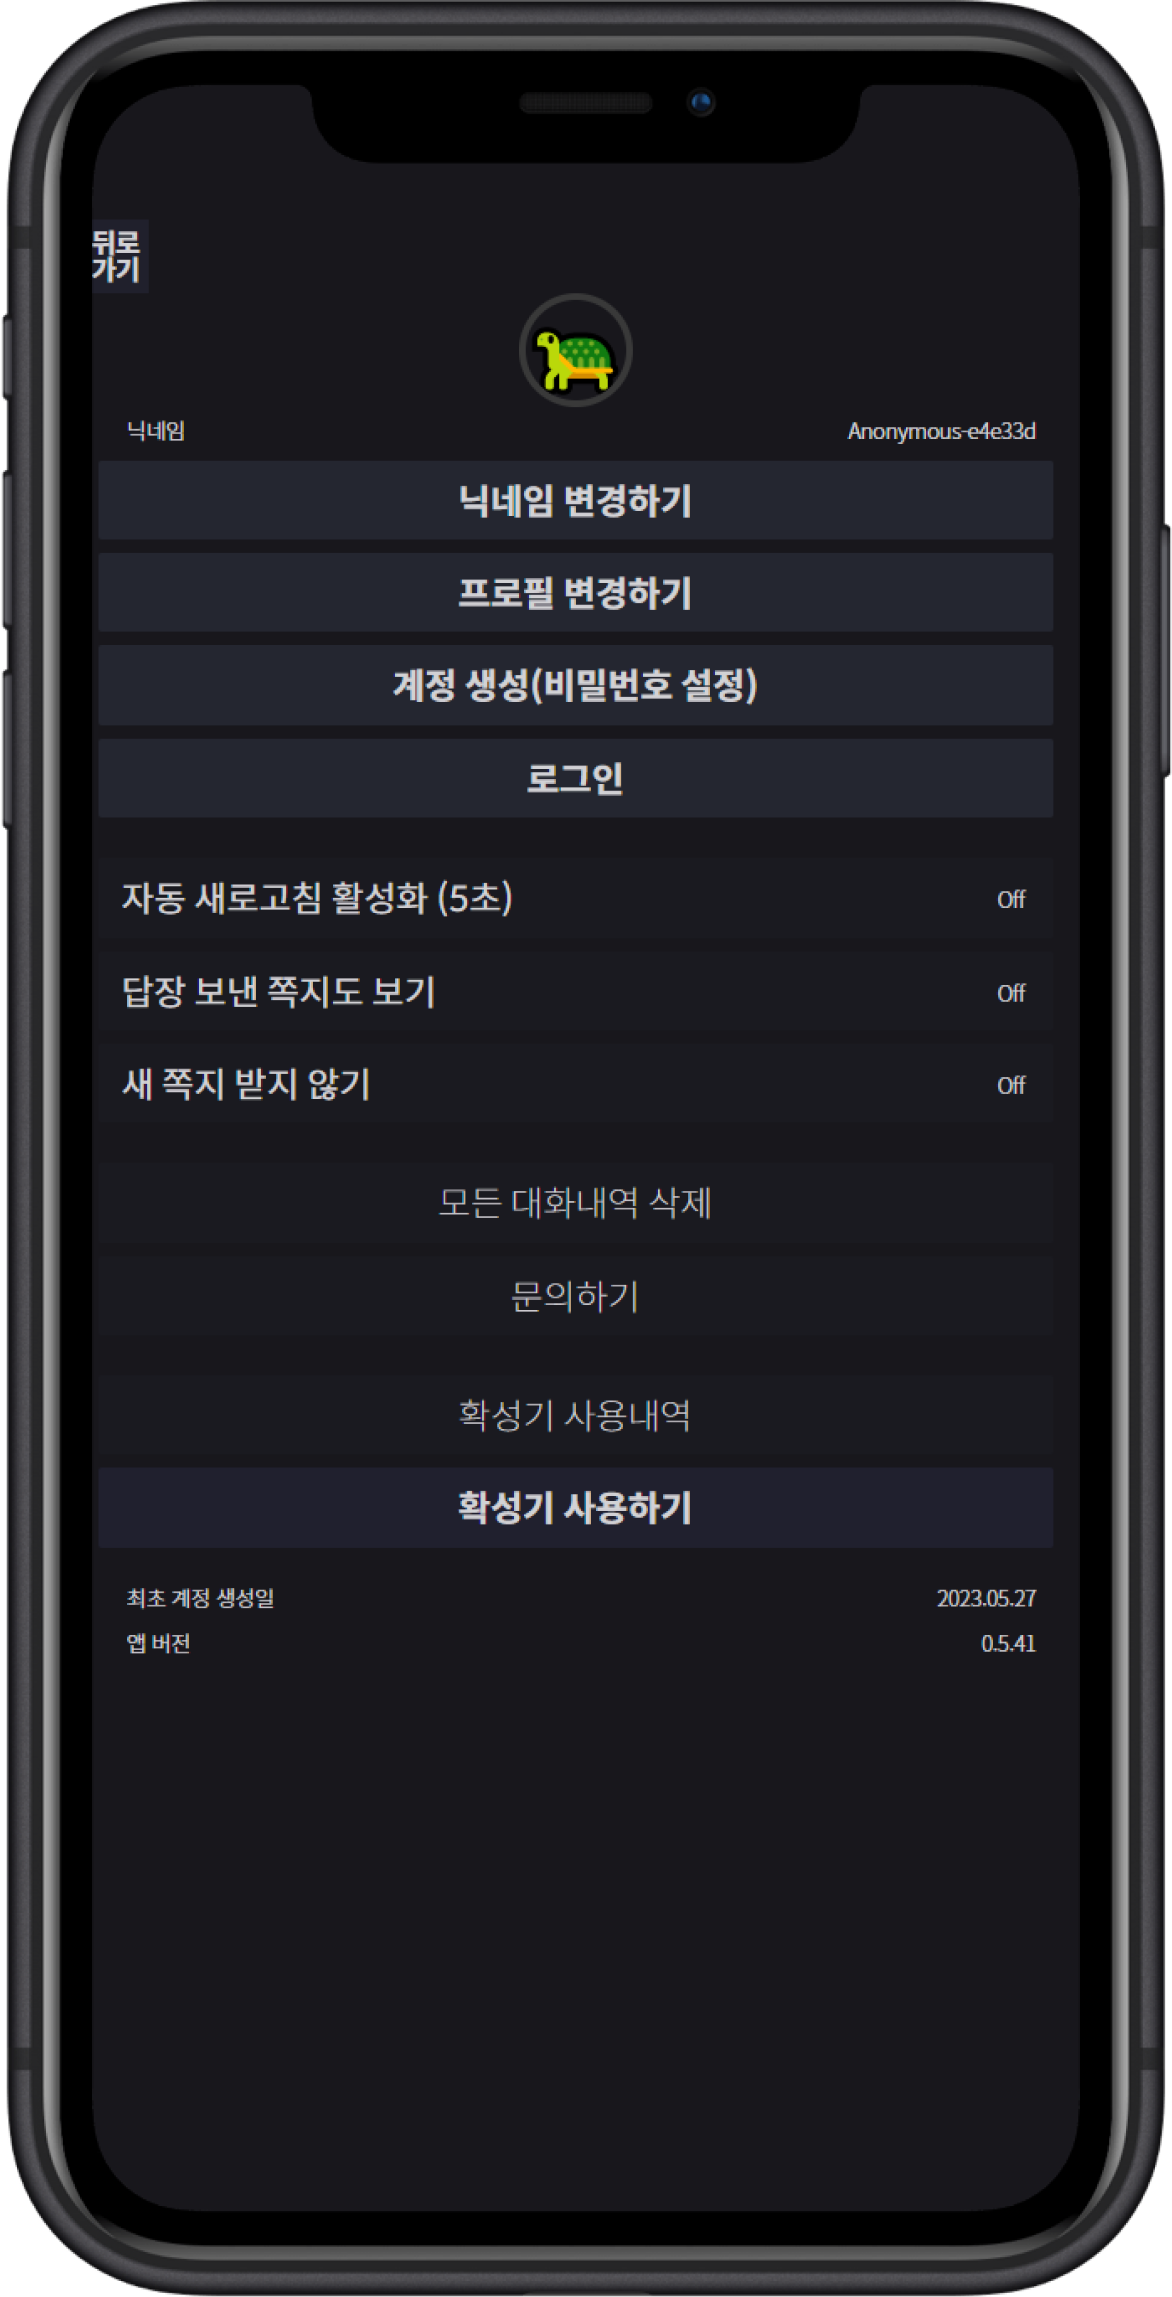 뒤로
가기
닉네임 Anonymous-e4e33d
닉네임 변경하기
프로필 변경하기
계정 생성(비밀번호 설정)
로그인
자동 새로고침 활성화 (5초) Off
답장 보낸 쪽지도 보기 Off
새 쪽지 받지 않기 Off
모든 대화내역 삭제
문의하기
확성기 사용내역
확성기 사용하기
최초 계정 생성일 2023.05.27
앱 버전 0.5.41